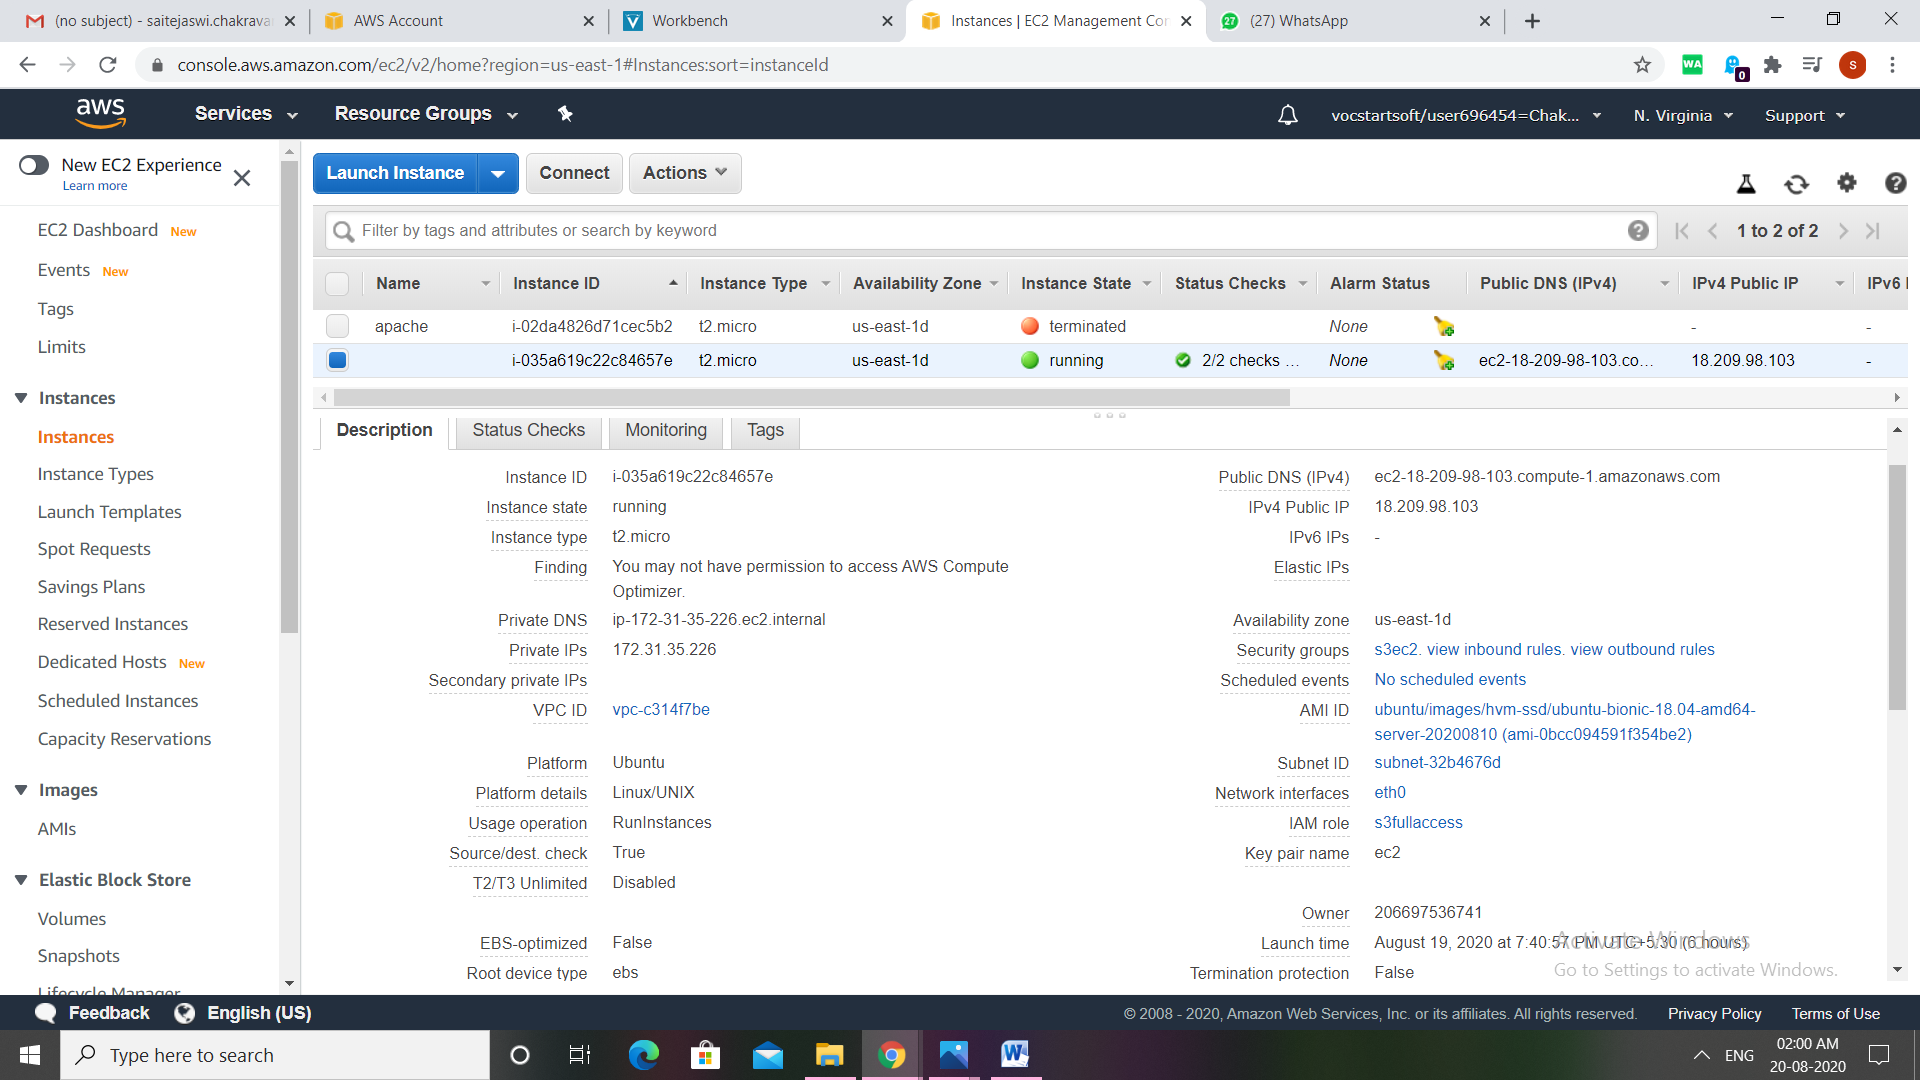 (no subject) - saitejaswi.chakrava
AWS Account
Workbench
Instances | EC2 Management Con
27
(27) WhatsApp
console.aws.amazon.com/ec2/v2/home?region=us-east-1#Instances:sort=instanceId
WA
0
S
aws
Services
Resource Groups
vocstartsoft/user696454=Chak...
N. Virginia
Support
New EC2 Experience
Learn more
Launch Instance
Connect
Actions
Filter by tags and attributes or search by keyword
1 to 2 of 2
Name Instance ID Instance Type Availability Zone Instance State Status Checks Alarm Status Public DNS (IPv4) IPv4 Public IP IPv6
apache i-02da4826d71cec5b2 t2.micro us-east-1d terminated None - -
i-035a619c22c84657e t2.micro us-east-1d running 2/2 checks ... None ec2-18-209-98-103.co... 18.209.98.103 -
EC2 Dashboard New
Events New
Tags
Limits
Instances
Instances
Instance Types
Launch Templates
Spot Requests
Savings Plans
Reserved Instances
Dedicated Hosts New
Scheduled Instances
Capacity Reservations
Images
AMIs
Elastic Block Store
Volumes
Snapshots
Lifecycle Manager
Description Status Checks Monitoring Tags
Instance ID i-035a619c22c84657e
Instance state running
Instance type t2.micro
Finding You may not have permission to access AWS Compute
Optimizer.
Private DNS ip-172-31-35-226.ec2.internal
Private IPs 172.31.35.226
Secondary private IPs
VPC ID vpc-c314f7be
Platform Ubuntu
Platform details Linux/UNIX
Usage operation RunInstances
Source/dest. check True
T2/T3 Unlimited Disabled
EBS-optimized False
Root device type ebs
Public DNS (IPv4) ec2-18-209-98-103.compute-1.amazonaws.com
IPv4 Public IP 18.209.98.103
IPv6 IPs -
Elastic IPs
Availability zone us-east-1d
Security groups s3ec2. view inbound rules. view outbound rules
Scheduled events No scheduled events
AMI ID ubuntu/images/hvm-ssd/ubuntu-bionic-18.04-amd64-
server-20200810 (ami-0bcc094591f354be2)
Subnet ID subnet-32b4676d
Network interfaces eth0
IAM role s3fullaccess
Key pair name ec2
Owner 206697536741
Launch time August 19, 2020 at 7:40:57 PM UTC+5:30 (6 hours)
Termination protection False
Activate Windows
Go to Settings to activate Windows.
Feedback
English (US)
© 2008 - 2020, Amazon Web Services, Inc. or its affiliates. All rights reserved.
Privacy Policy
Terms of Use
Type here to search
ENG
02:00 AM
20-08-2020